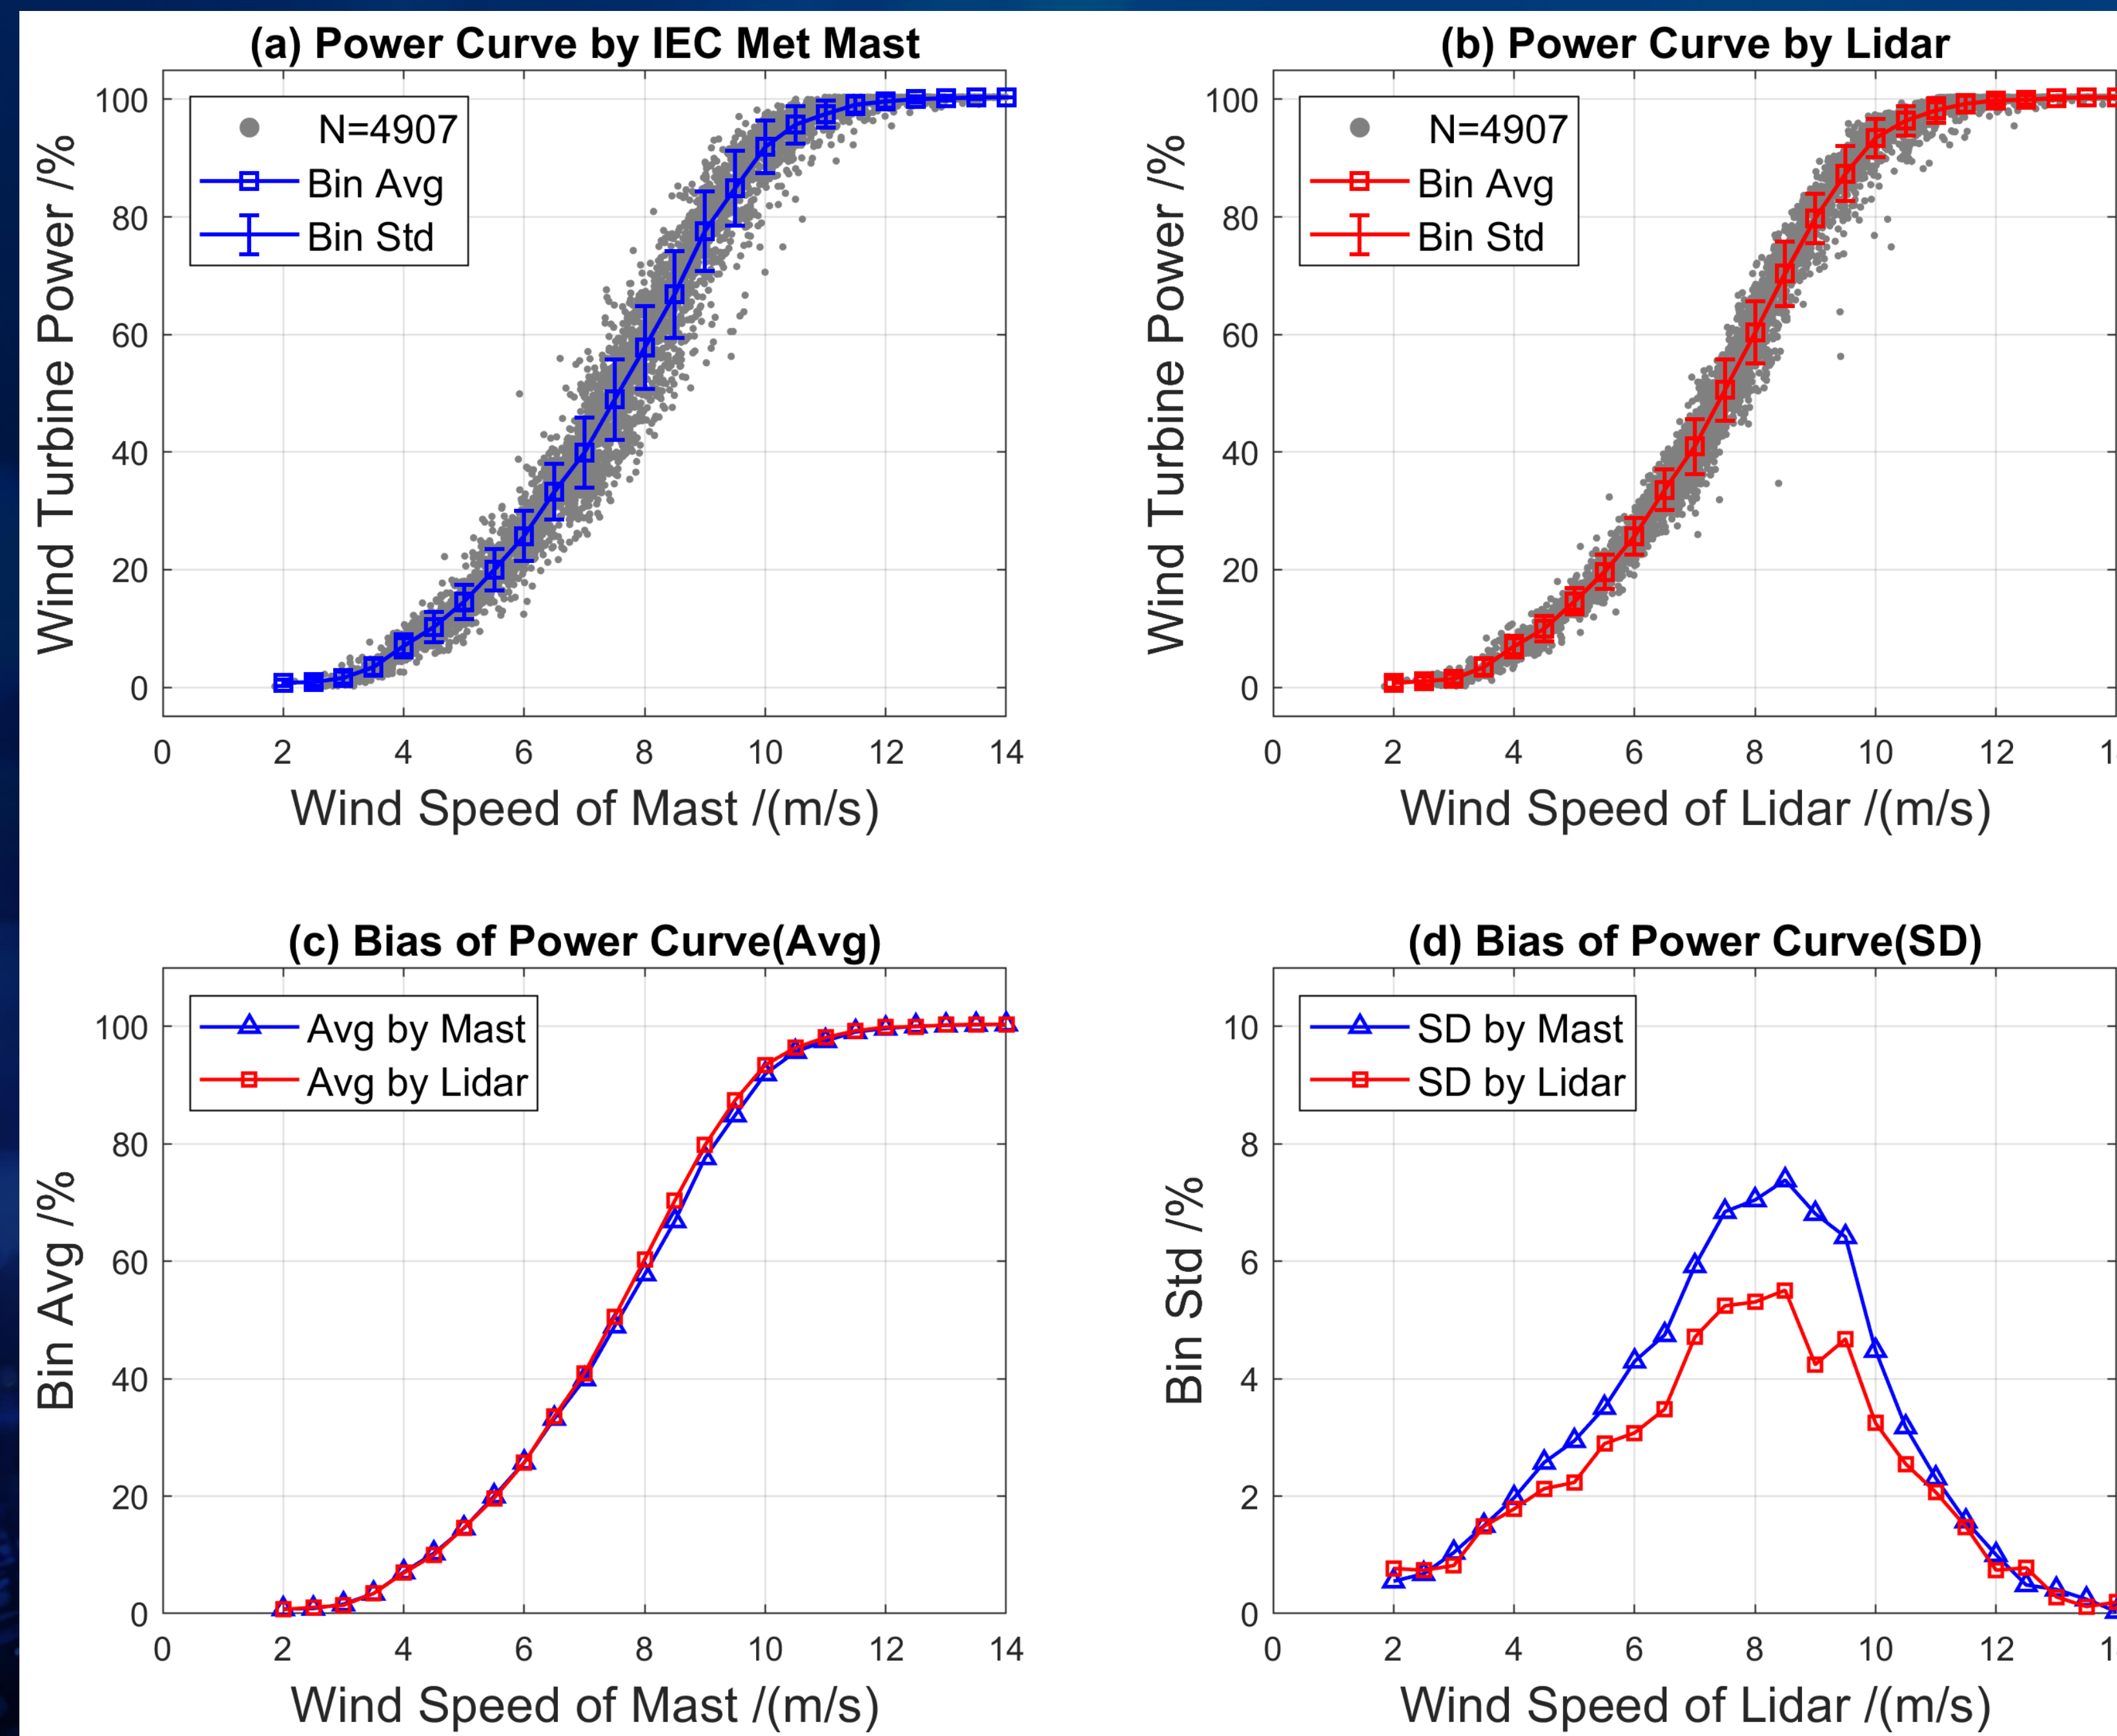 (a) Power Curve by IEC Met Mast
Wind Turbine Power /%
100
80
60
40
20
0
N=4907
Bin Avg
Bin Std
0 2 4 6 8 10 12 14
Wind Speed of Mast /(m/s)
(b) Power Curve by Lidar
Wind Turbine Power /%
100
80
60
40
20
0
N=4907
Bin Avg
Bin Std
0 2 4 6 8 10 12
Wind Speed of Lidar /(m/s)
(c) Bias of Power Curve(Avg)
Bin Avg /%
100
80
60
40
20
0
Avg by Mast
Avg by Lidar
0 2 4 6 8 10 12 14
Wind Speed of Mast /(m/s)
(d) Bias of Power Curve(SD)
Bin Std /%
10
8
6
4
2
0
SD by Mast
SD by Lidar
0 2 4 6 8 10 12
Wind Speed of Lidar /(m/s)